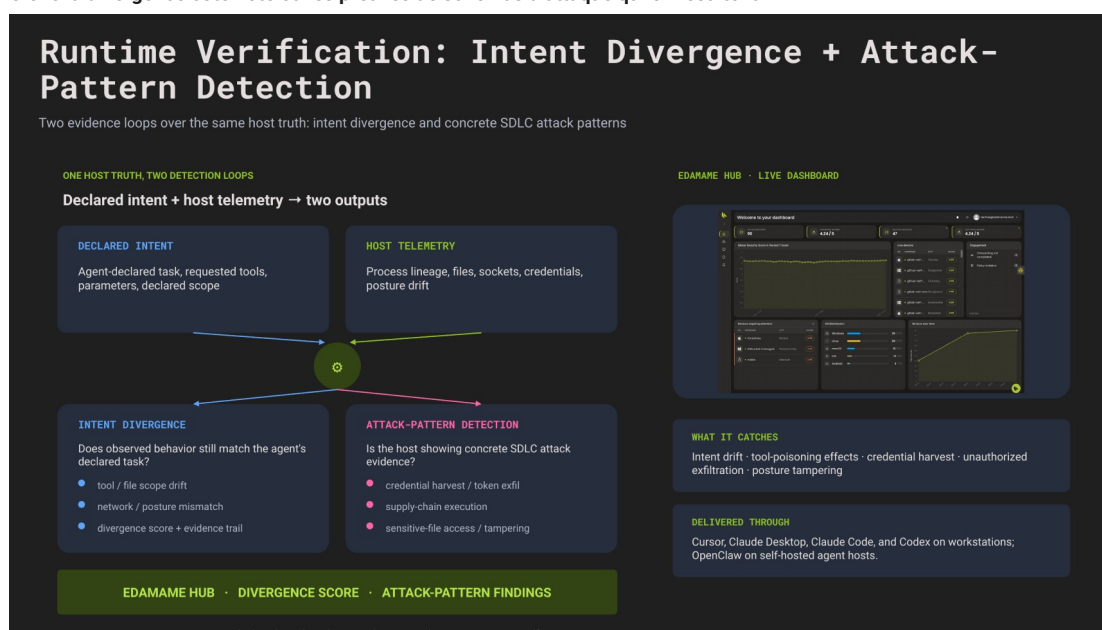 Runtime Verification: Intent Divergence + Attack-
Pattern Detection
Two evidence loops over the same host truth: intent divergence and concrete SDLC attack patterns
ONE HOST TRUTH, TWO DETECTION LOOPS
Declared intent + host telemetry → two outputs
DECLARED INTENT
Agent-declared task, requested tools,
parameters, declared scope
HOST TELEMETRY
Process lineage, files, sockets, credentials,
posture drift
INTENT DIVERGENCE
Does observed behavior still match the agent's
declared task?
tool / file scope drift
network / posture mismatch
divergence score + evidence trail
ATTACK-PATTERN DETECTION
Is the host showing concrete SDLC attack
evidence?
credential harvest / token exfil
supply-chain execution
sensitive-file access / tampering
EDAMAME HUB · DIVERGENCE SCORE · ATTACK-PATTERN FINDINGS
EDAMAME HUB · LIVE DASHBOARD
Welcome to your dashboard
WHAT IT CATCHES
Intent drift · tool-poisoning effects · credential harvest · unauthorized
exfiltration · posture tampering
DELIVERED THROUGH
Cursor, Claude Desktop, Claude Code, and Codex on workstations;
OpenClaw on self-hosted agent hosts.